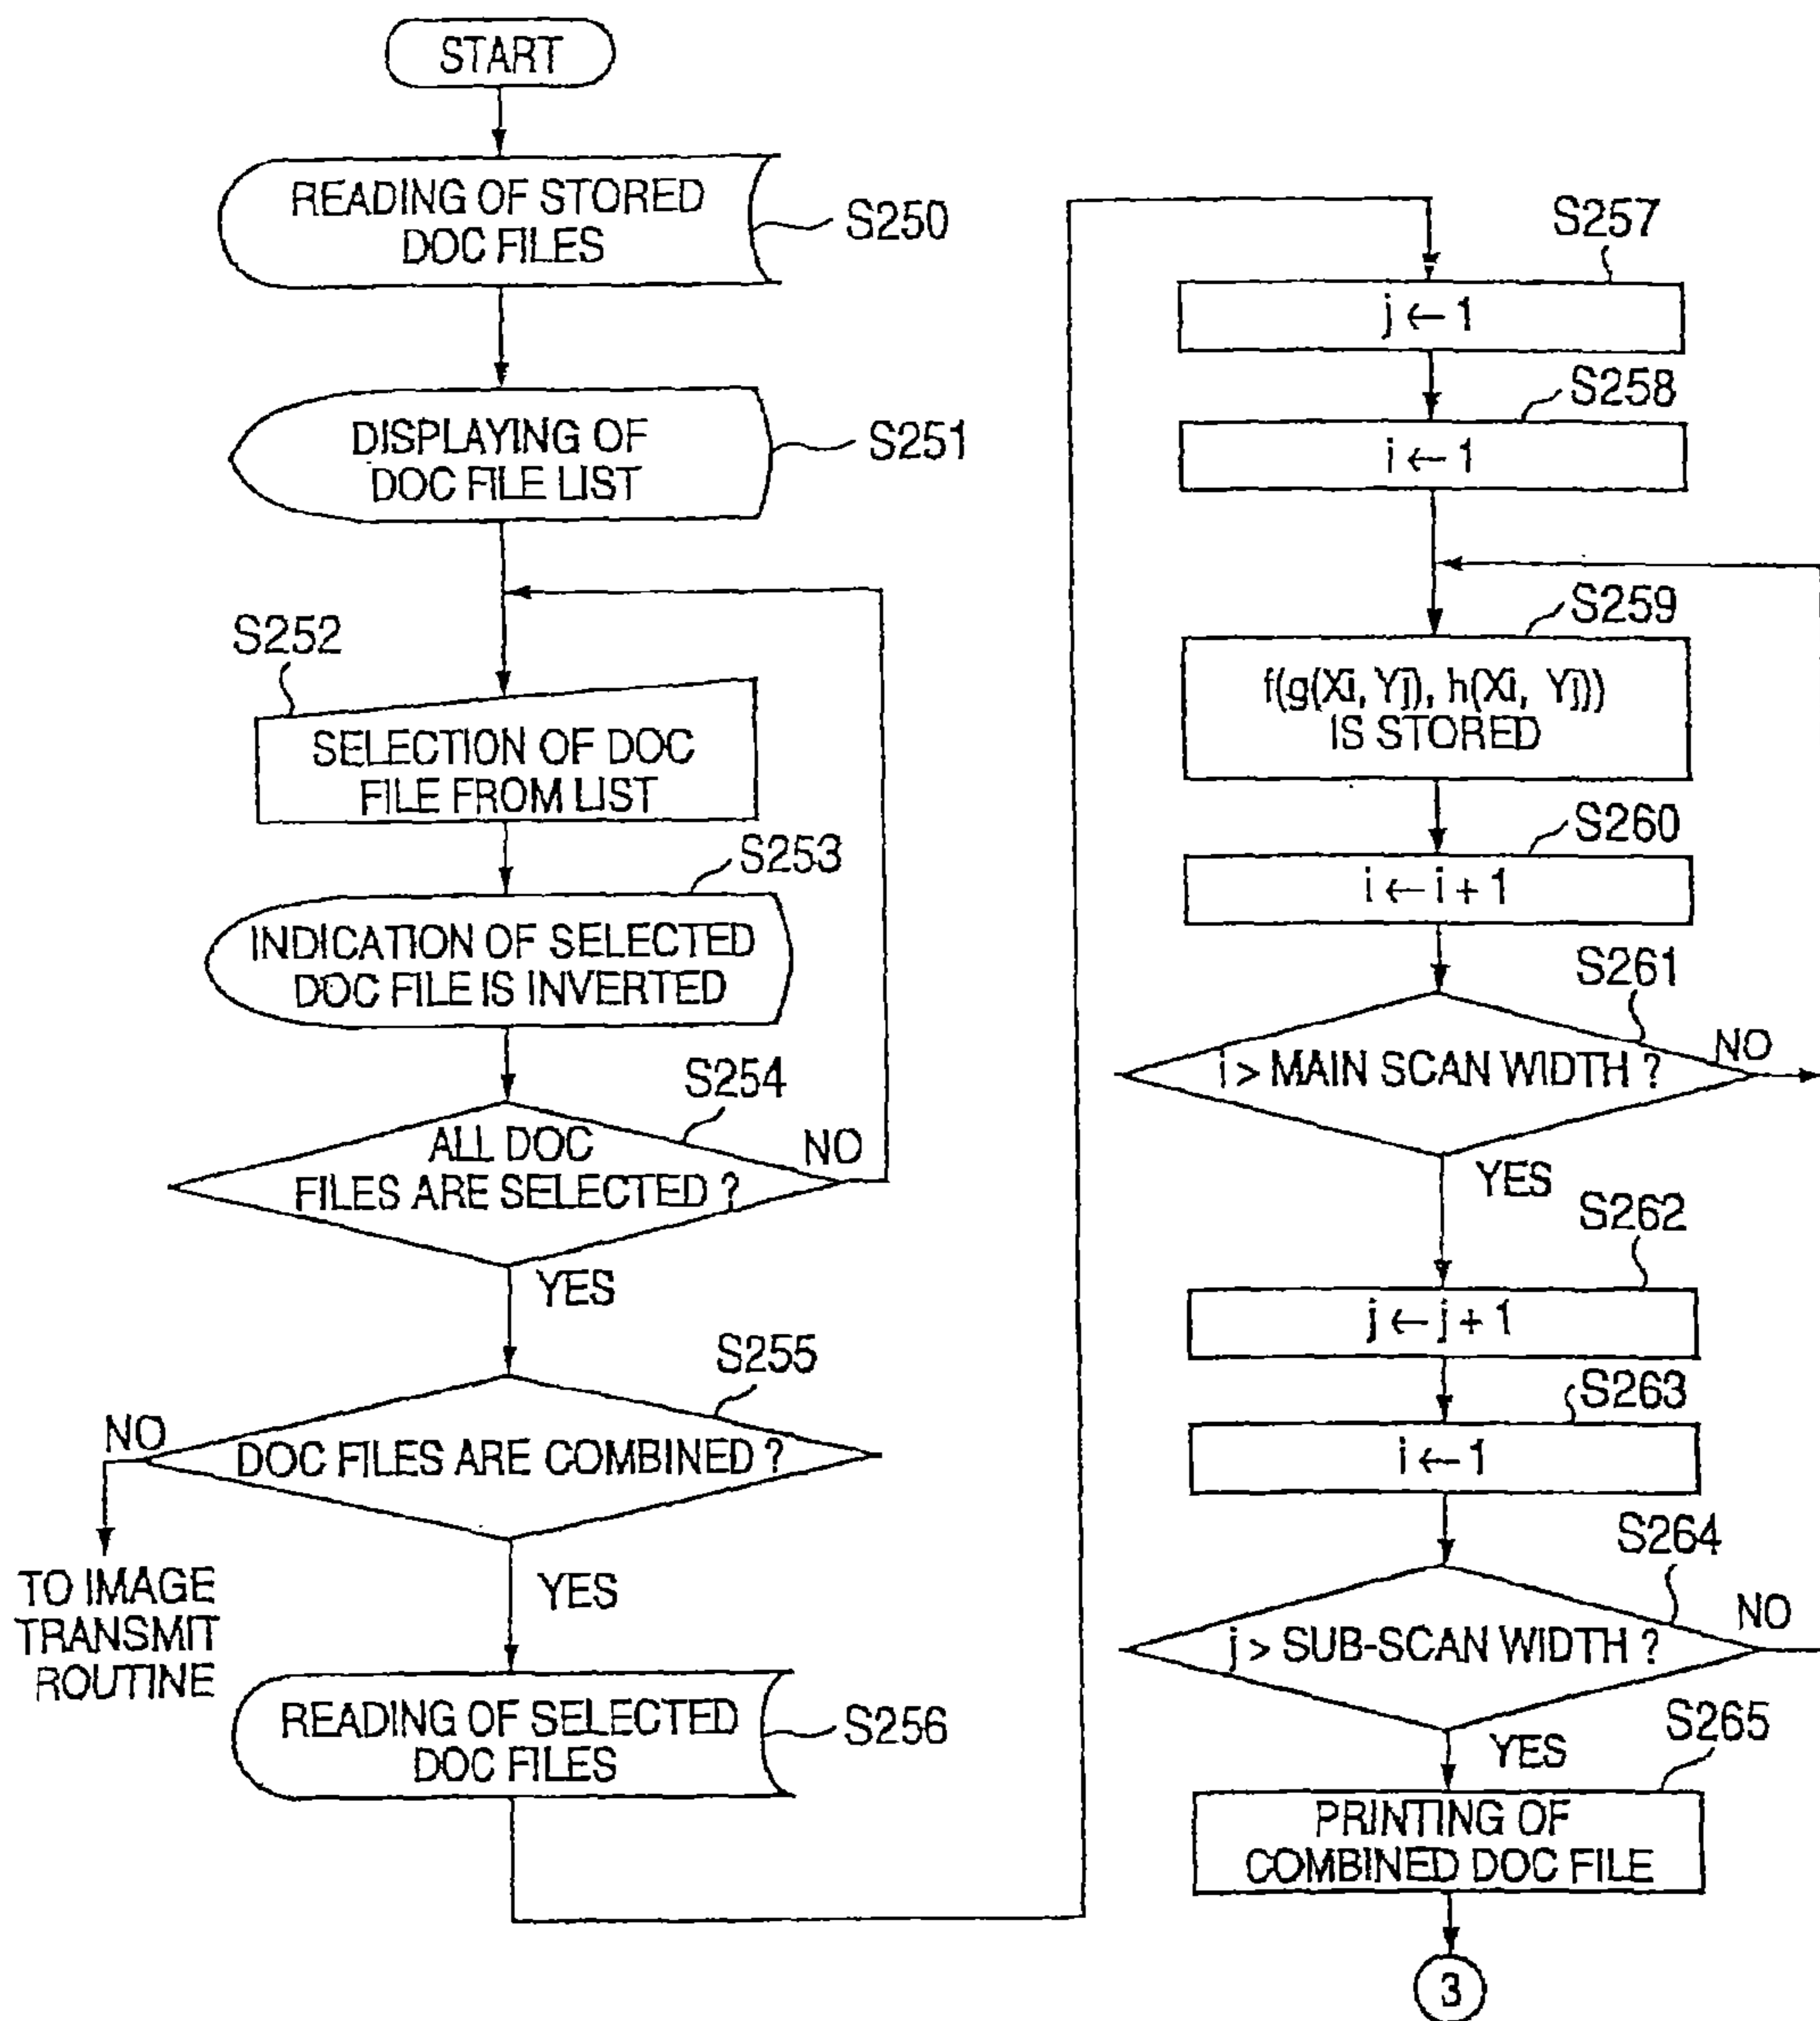 START
READING OF STORED
DOC FILES
S250
DISPLAYING OF
DOC FILE LIST
S251
S252
SELECTION OF DOC
FILE FROM LIST
S253
INDICATION OF SELECTED
DOC FILE IS INVERTED
S254
ALL DOC
FILES ARE SELECTED ?
NO
YES
S255
DOC FILES ARE COMBINED ?
NO
TO IMAGE
TRANSMIT
ROUTINE
YES
READING OF SELECTED
DOC FILES
S256
S257
j ← 1
S258
i ← 1
S259
f(g(Xi, Yj), h(Xi, Yj))
IS STORED
S260
i ← i + 1
S261
i > MAIN SCAN WIDTH ?
NO
YES
S262
j ← j + 1
S263
i ← 1
S264
j > SUB-SCAN WIDTH ?
NO
YES
S265
PRINTING OF
COMBINED DOC FILE
3